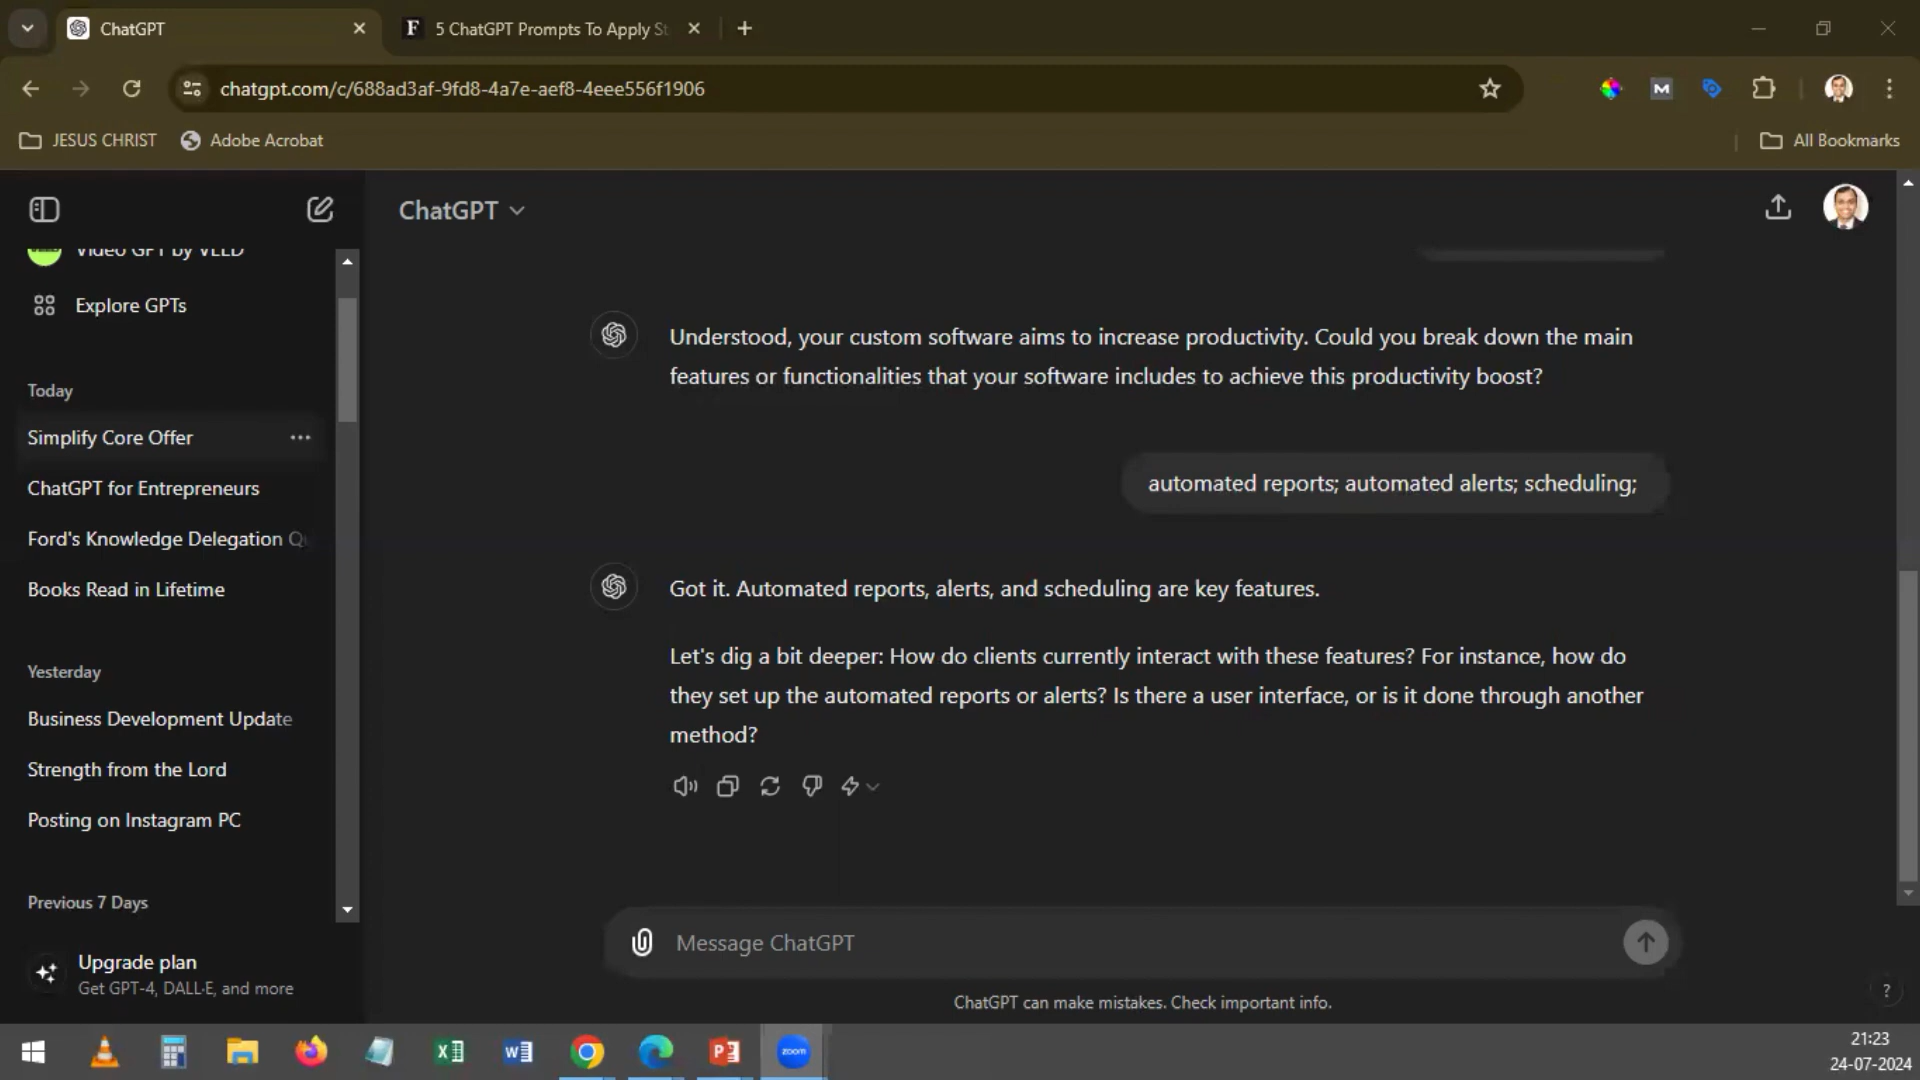 ChatGPT
5 ChatGPT Prompts To Apply St
chatgpt.com/c/688ad3af-9fd8-4a7e-aef8-4eee556f1906
JESUS CHRIST
Adobe Acrobat
All Bookmarks
ChatGPT
Video GPT by VEED
Explore GPTs
Today
Simplify Core Offer
ChatGPT for Entrepreneurs
Ford's Knowledge Delegation Qu
Books Read in Lifetime
Yesterday
Business Development Update
Strength from the Lord
Posting on Instagram PC
Previous 7 Days
Upgrade plan
Get GPT-4, DALL·E, and more
Understood, your custom software aims to increase productivity. Could you break down the main
features or functionalities that your software includes to achieve this productivity boost?
automated reports; automated alerts; scheduling;
Got it. Automated reports, alerts, and scheduling are key features.
Let's dig a bit deeper: How do clients currently interact with these features? For instance, how do
they set up the automated reports or alerts? Is there a user interface, or is it done through another
method?
Message ChatGPT
ChatGPT can make mistakes. Check important info.
?
zoom
21:23
24-07-2024